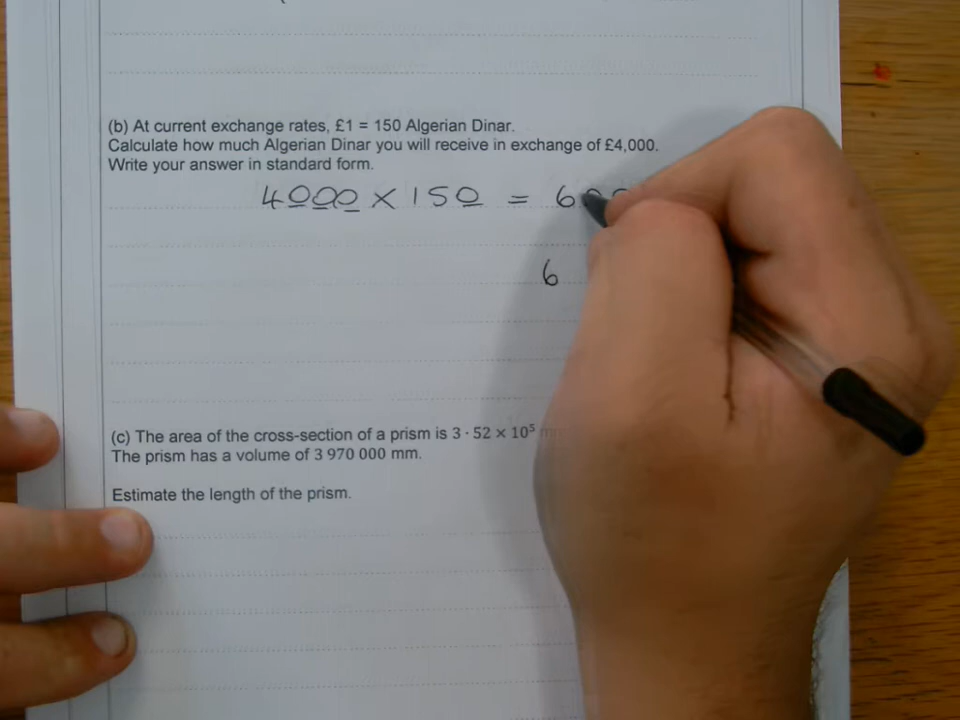 (b) At current exchange rates, £1 = 150 Algerian Dinar.
Calculate how much Algerian Dinar you will receive in exchange of £4,000.
Write your answer in standard form.
4000 × 150 = 600
6
(c) The area of the cross-section of a prism is 3 · 52 × 10⁵
The prism has a volume of 3 970 000 mm.
Estimate the length of the prism.